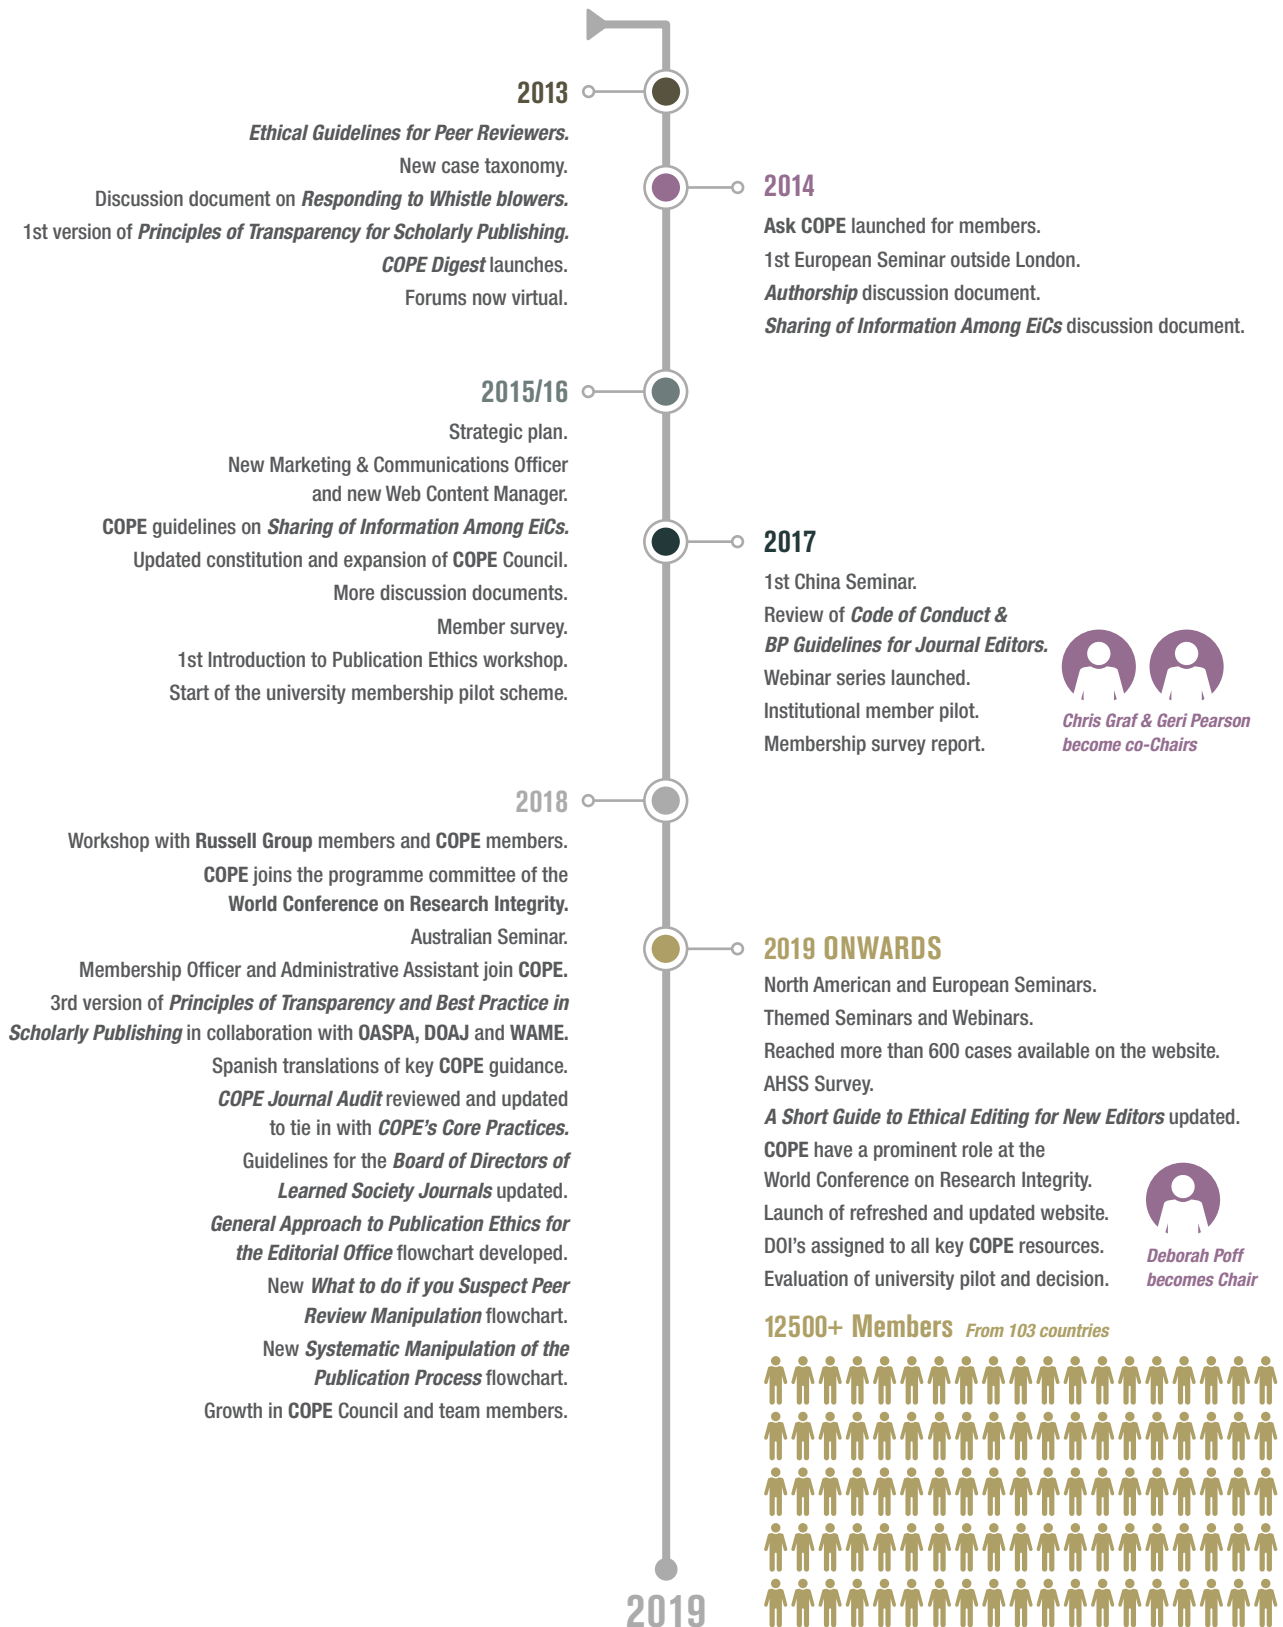 2013
Ethical Guidelines for Peer Reviewers.
New case taxonomy.
Discussion document on Responding to Whistle blowers.
1st version of Principles of Transparency for Scholarly Publishing.
COPE Digest launches.
Forums now virtual.
2014
Ask COPE launched for members.
1st European Seminar outside London.
Authorship discussion document.
Sharing of Information Among EiCs discussion document.
2015/16
Strategic plan.
New Marketing & Communications Officer
and new Web Content Manager.
COPE guidelines on Sharing of Information Among EiCs.
Updated constitution and expansion of COPE Council.
More discussion documents.
Member survey.
1st Introduction to Publication Ethics workshop.
Start of the university membership pilot scheme.
2017
1st China Seminar.
Review of Code of Conduct &
BP Guidelines for Journal Editors.
Webinar series launched.
Institutional member pilot.
Membership survey report.
Chris Graf & Geri Pearson
become co-Chairs
2018
Workshop with Russell Group members and COPE members.
COPE joins the programme committee of the
World Conference on Research Integrity.
Australian Seminar.
Membership Officer and Administrative Assistant join COPE.
3rd version of Principles of Transparency and Best Practice in
Scholarly Publishing in collaboration with OASPA, DOAJ and WAME.
Spanish translations of key COPE guidance.
COPE Journal Audit reviewed and updated
to tie in with COPE's Core Practices.
Guidelines for the Board of Directors of
Learned Society Journals updated.
General Approach to Publication Ethics for
the Editorial Office flowchart developed.
New What to do if you Suspect Peer
Review Manipulation flowchart.
New Systematic Manipulation of the
Publication Process flowchart.
Growth in COPE Council and team members.
2019 ONWARDS
North American and European Seminars.
Themed Seminars and Webinars.
Reached more than 600 cases available on the website.
AHSS Survey.
A Short Guide to Ethical Editing for New Editors updated.
COPE have a prominent role at the
World Conference on Research Integrity.
Launch of refreshed and updated website.
DOI's assigned to all key COPE resources.
Evaluation of university pilot and decision.
Deborah Poff
becomes Chair
12500+ Members From 103 countries
2019